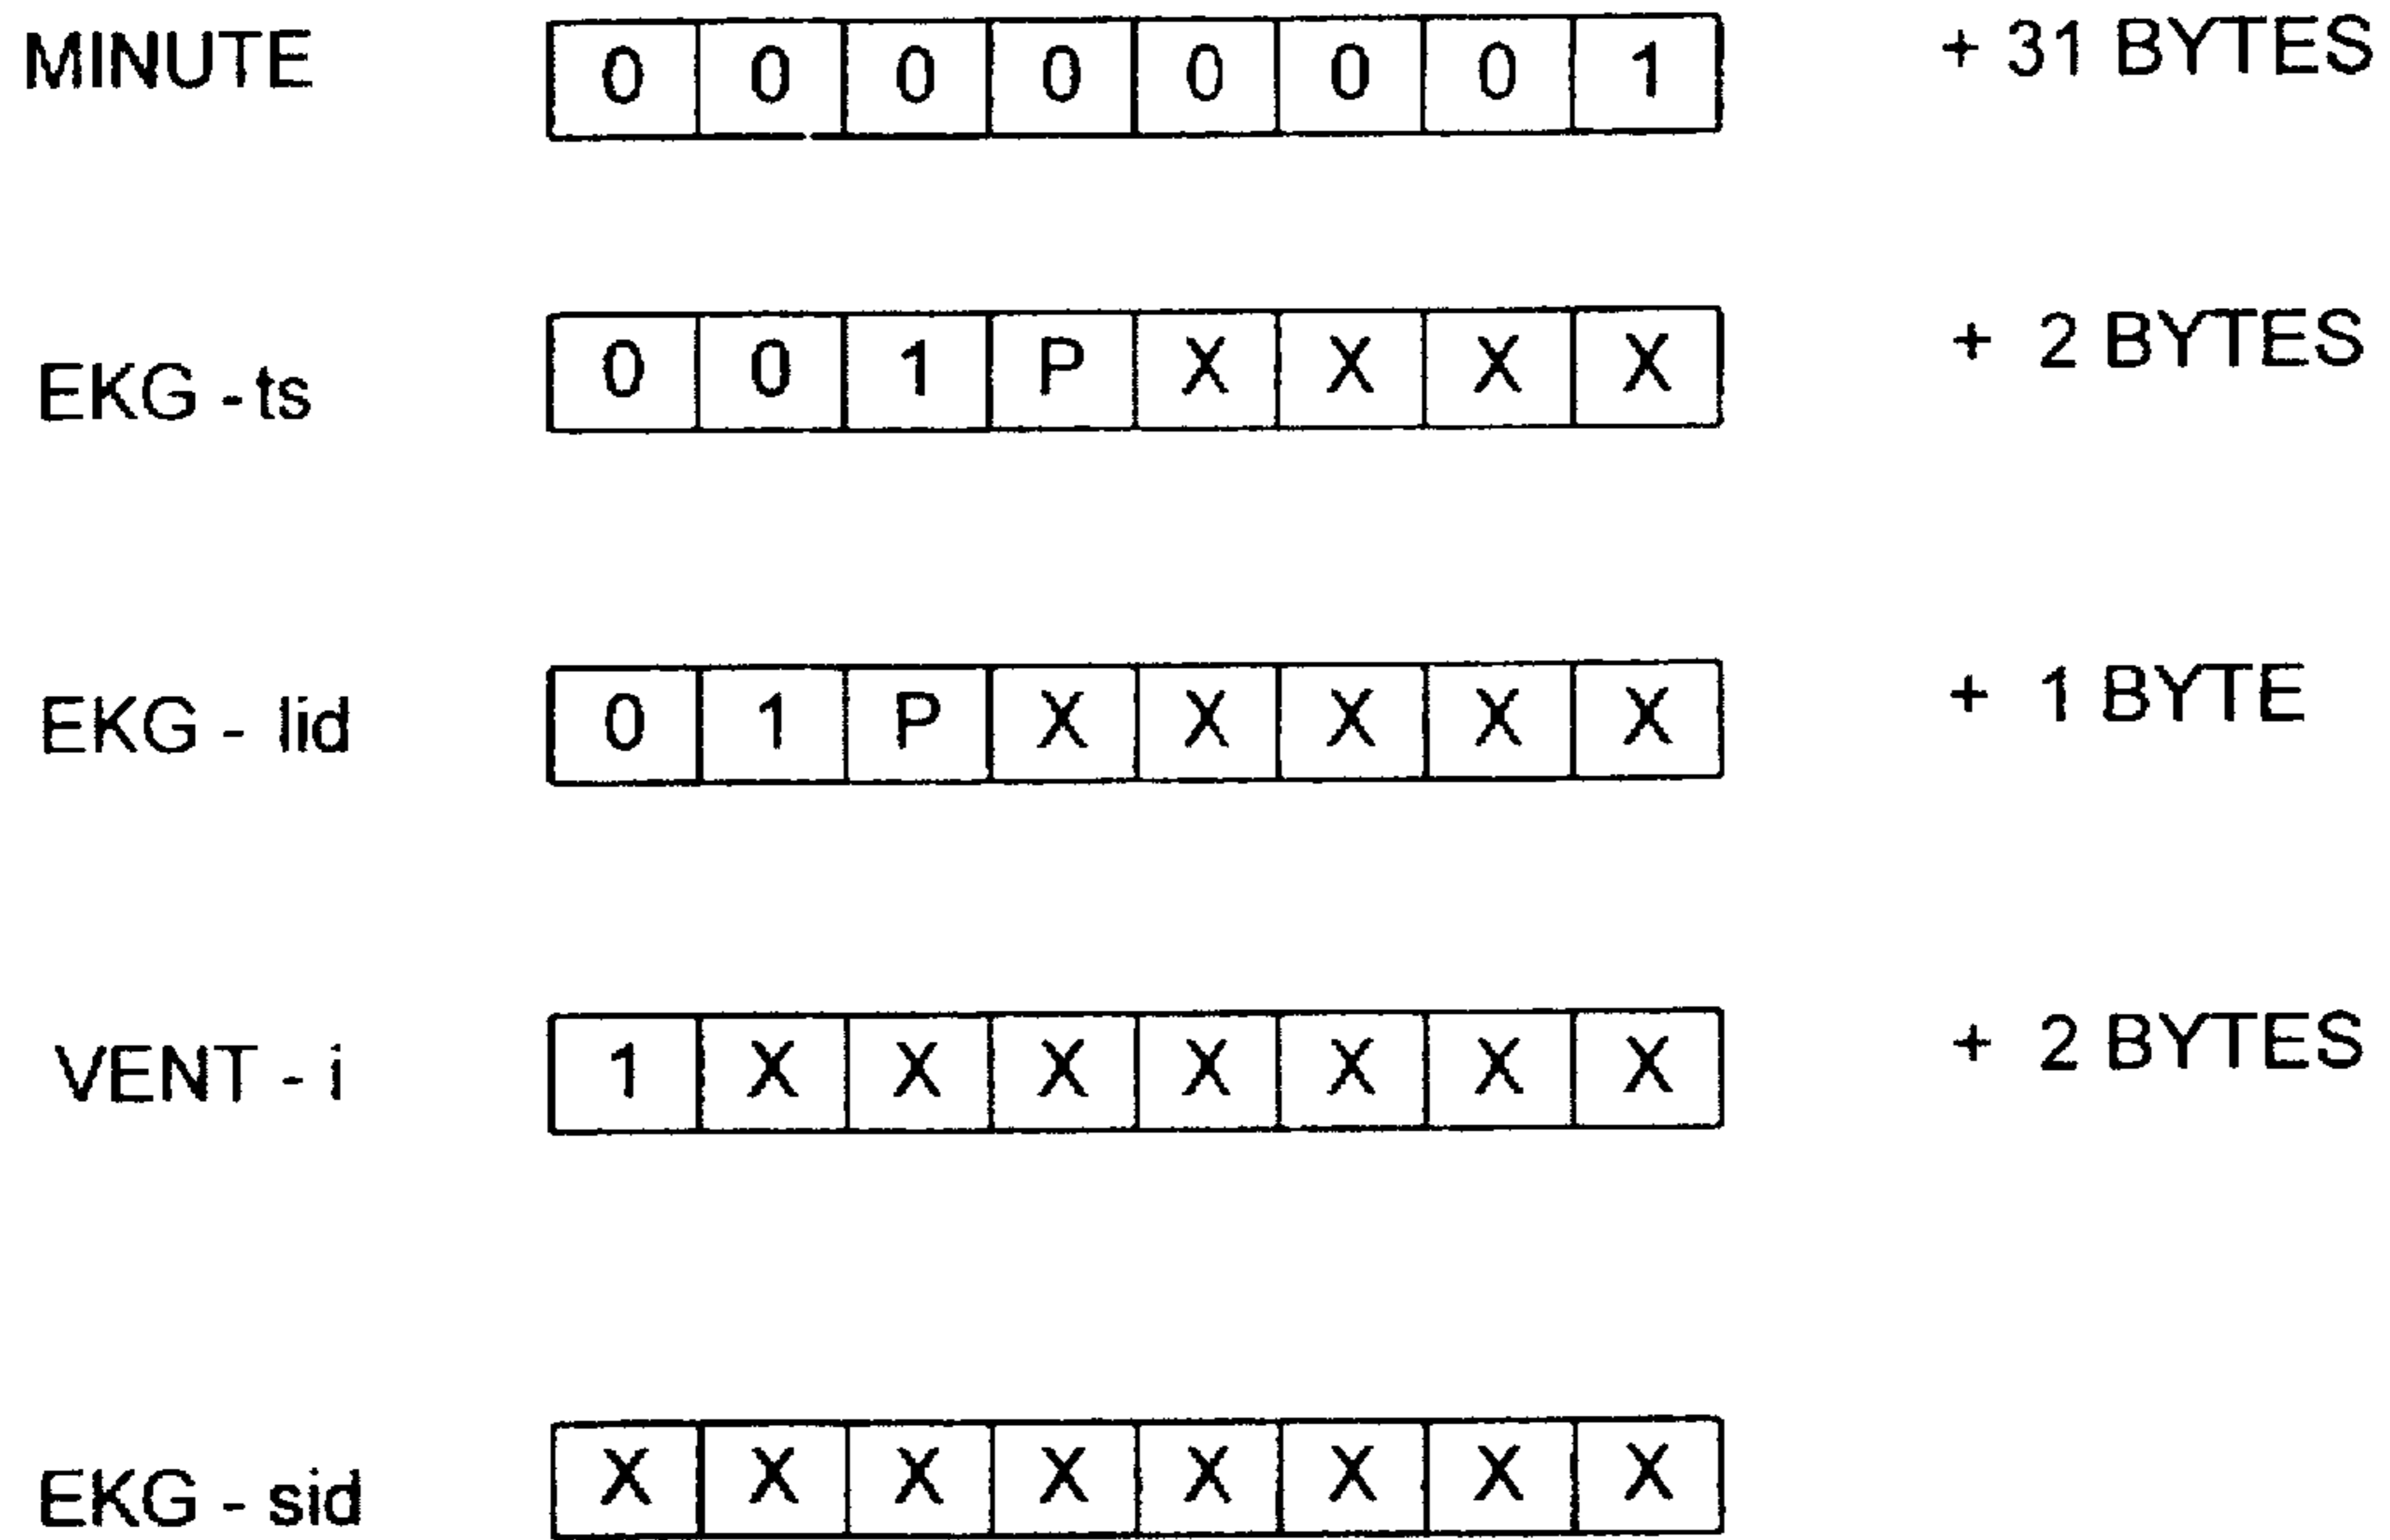 MINUTE 0 0 0 0 0 0 0 1 + 31 BYTES
EKG -ts 0 0 1 P X X X X + 2 BYTES
EKG - lid 0 1 P X X X X X + 1 BYTE
VENT - i 1 X X X X X X X + 2 BYTES
EKG - sid X X X X X X X X